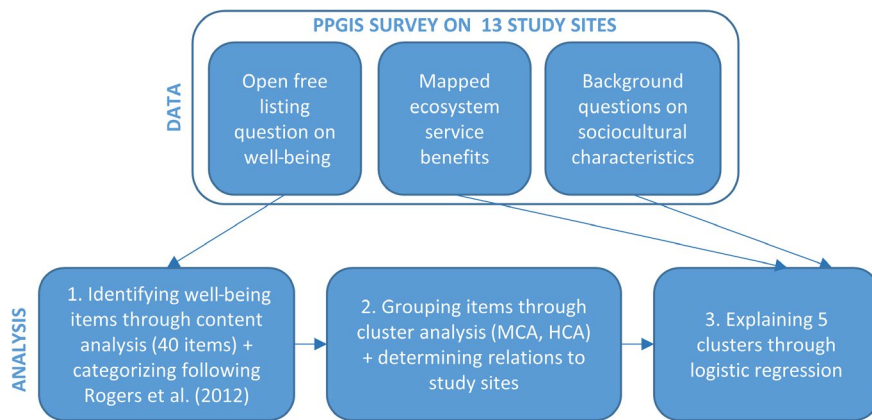 PPGIS SURVEY ON 13 STUDY SITES
DATA
Open free
listing
question on
well-being
Mapped
ecosystem
service
benefits
Background
questions on
sociocultural
characteristics
ANALYSIS
1. Identifying well-being
items through content
analysis (40 items) +
categorizing following
Rogers et al. (2012)
2. Grouping items through
cluster analysis (MCA, HCA)
+ determining relations to
study sites
3. Explaining 5
clusters through
logistic regression